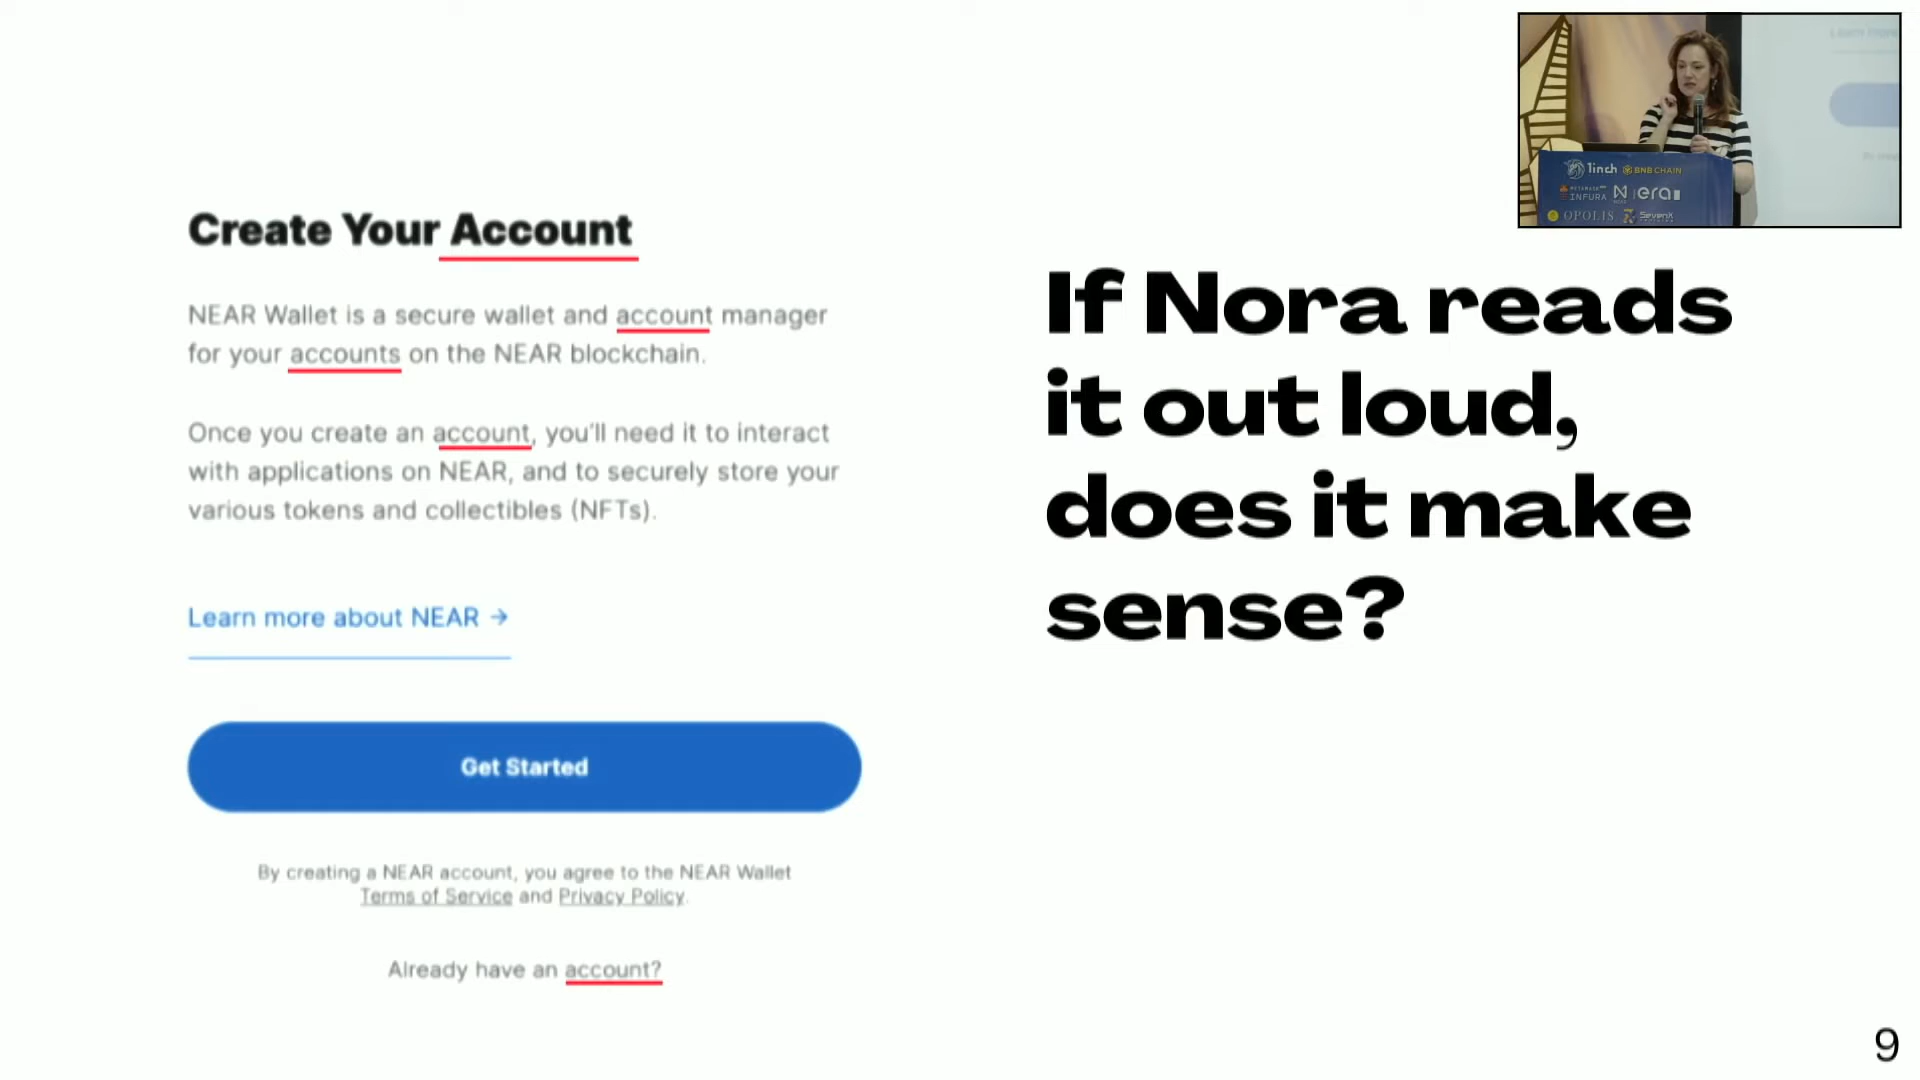 Create Your Account
NEAR Wallet is a secure wallet and account manager
for your accounts on the NEAR blockchain.
Once you create an account, you'll need it to interact
with applications on NEAR, and to securely store your
various tokens and collectibles (NFTs).
Learn more about NEAR →
Get Started
By creating a NEAR account, you agree to the NEAR Wallet
Terms of Service and Privacy Policy.
Already have an account?
If Nora reads
it out loud,
does it make
sense?
Learn more
1inch BNB CHAIN
METAMASK
INFURA
OPOLIS SevenX
9